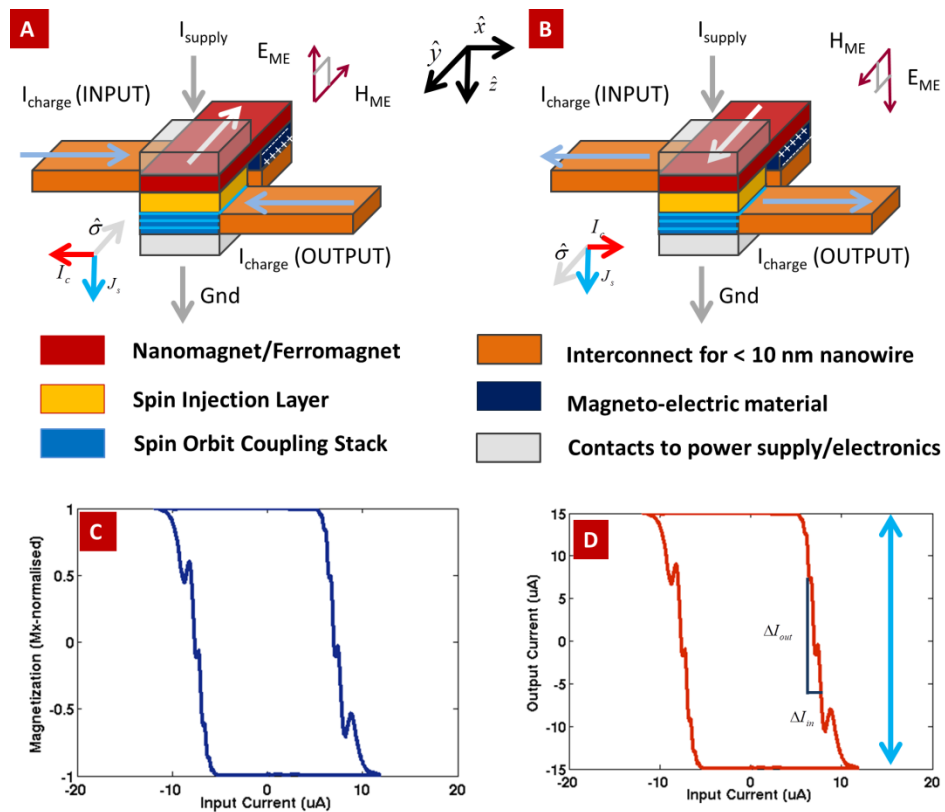 A
I_supply
E_ME
H_ME
I_charge (INPUT)
σ̂
I_c
J_s
I_charge (OUTPUT)
Gnd
x̂
ŷ
ẑ
B
I_supply
H_ME
E_ME
I_charge (INPUT)
σ̂
I_c
J_s
I_charge (OUTPUT)
Gnd
Nanomagnet/Ferromagnet
Spin Injection Layer
Spin Orbit Coupling Stack
Interconnect for < 10 nm nanowire
Magneto-electric material
Contacts to power supply/electronics
C
Magnetization (Mx-normalised)
1
0.5
0
-0.5
-1
-20
-10
0
10
20
Input Current (uA)
D
Output Current (uA)
15
10
5
0
-5
-10
-15
ΔI_out
ΔI_in
-20
-10
0
10
20
Input Current (uA)